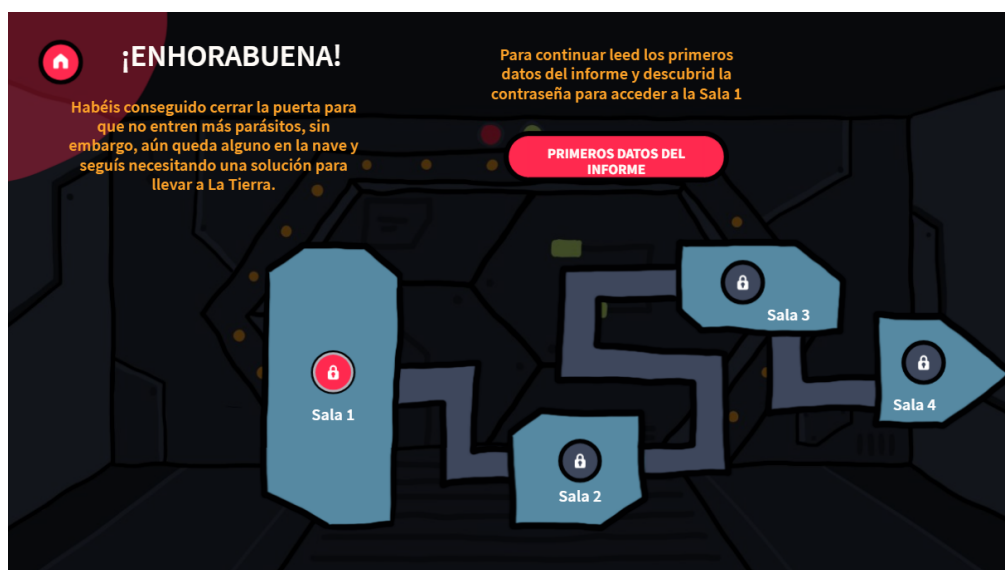 ¡ENHORABUENA!
Habéis conseguido cerrar la puerta para
que no entren más parásitos, sin
embargo, aún queda alguno en la nave y
seguís necesitando una solución para
llevar a La Tierra.
Para continuar leed los primeros
datos del informe y descubrid la
contraseña para acceder a la Sala 1
PRIMEROS DATOS DEL
INFORME
Sala 1
Sala 2
Sala 3
Sala 4